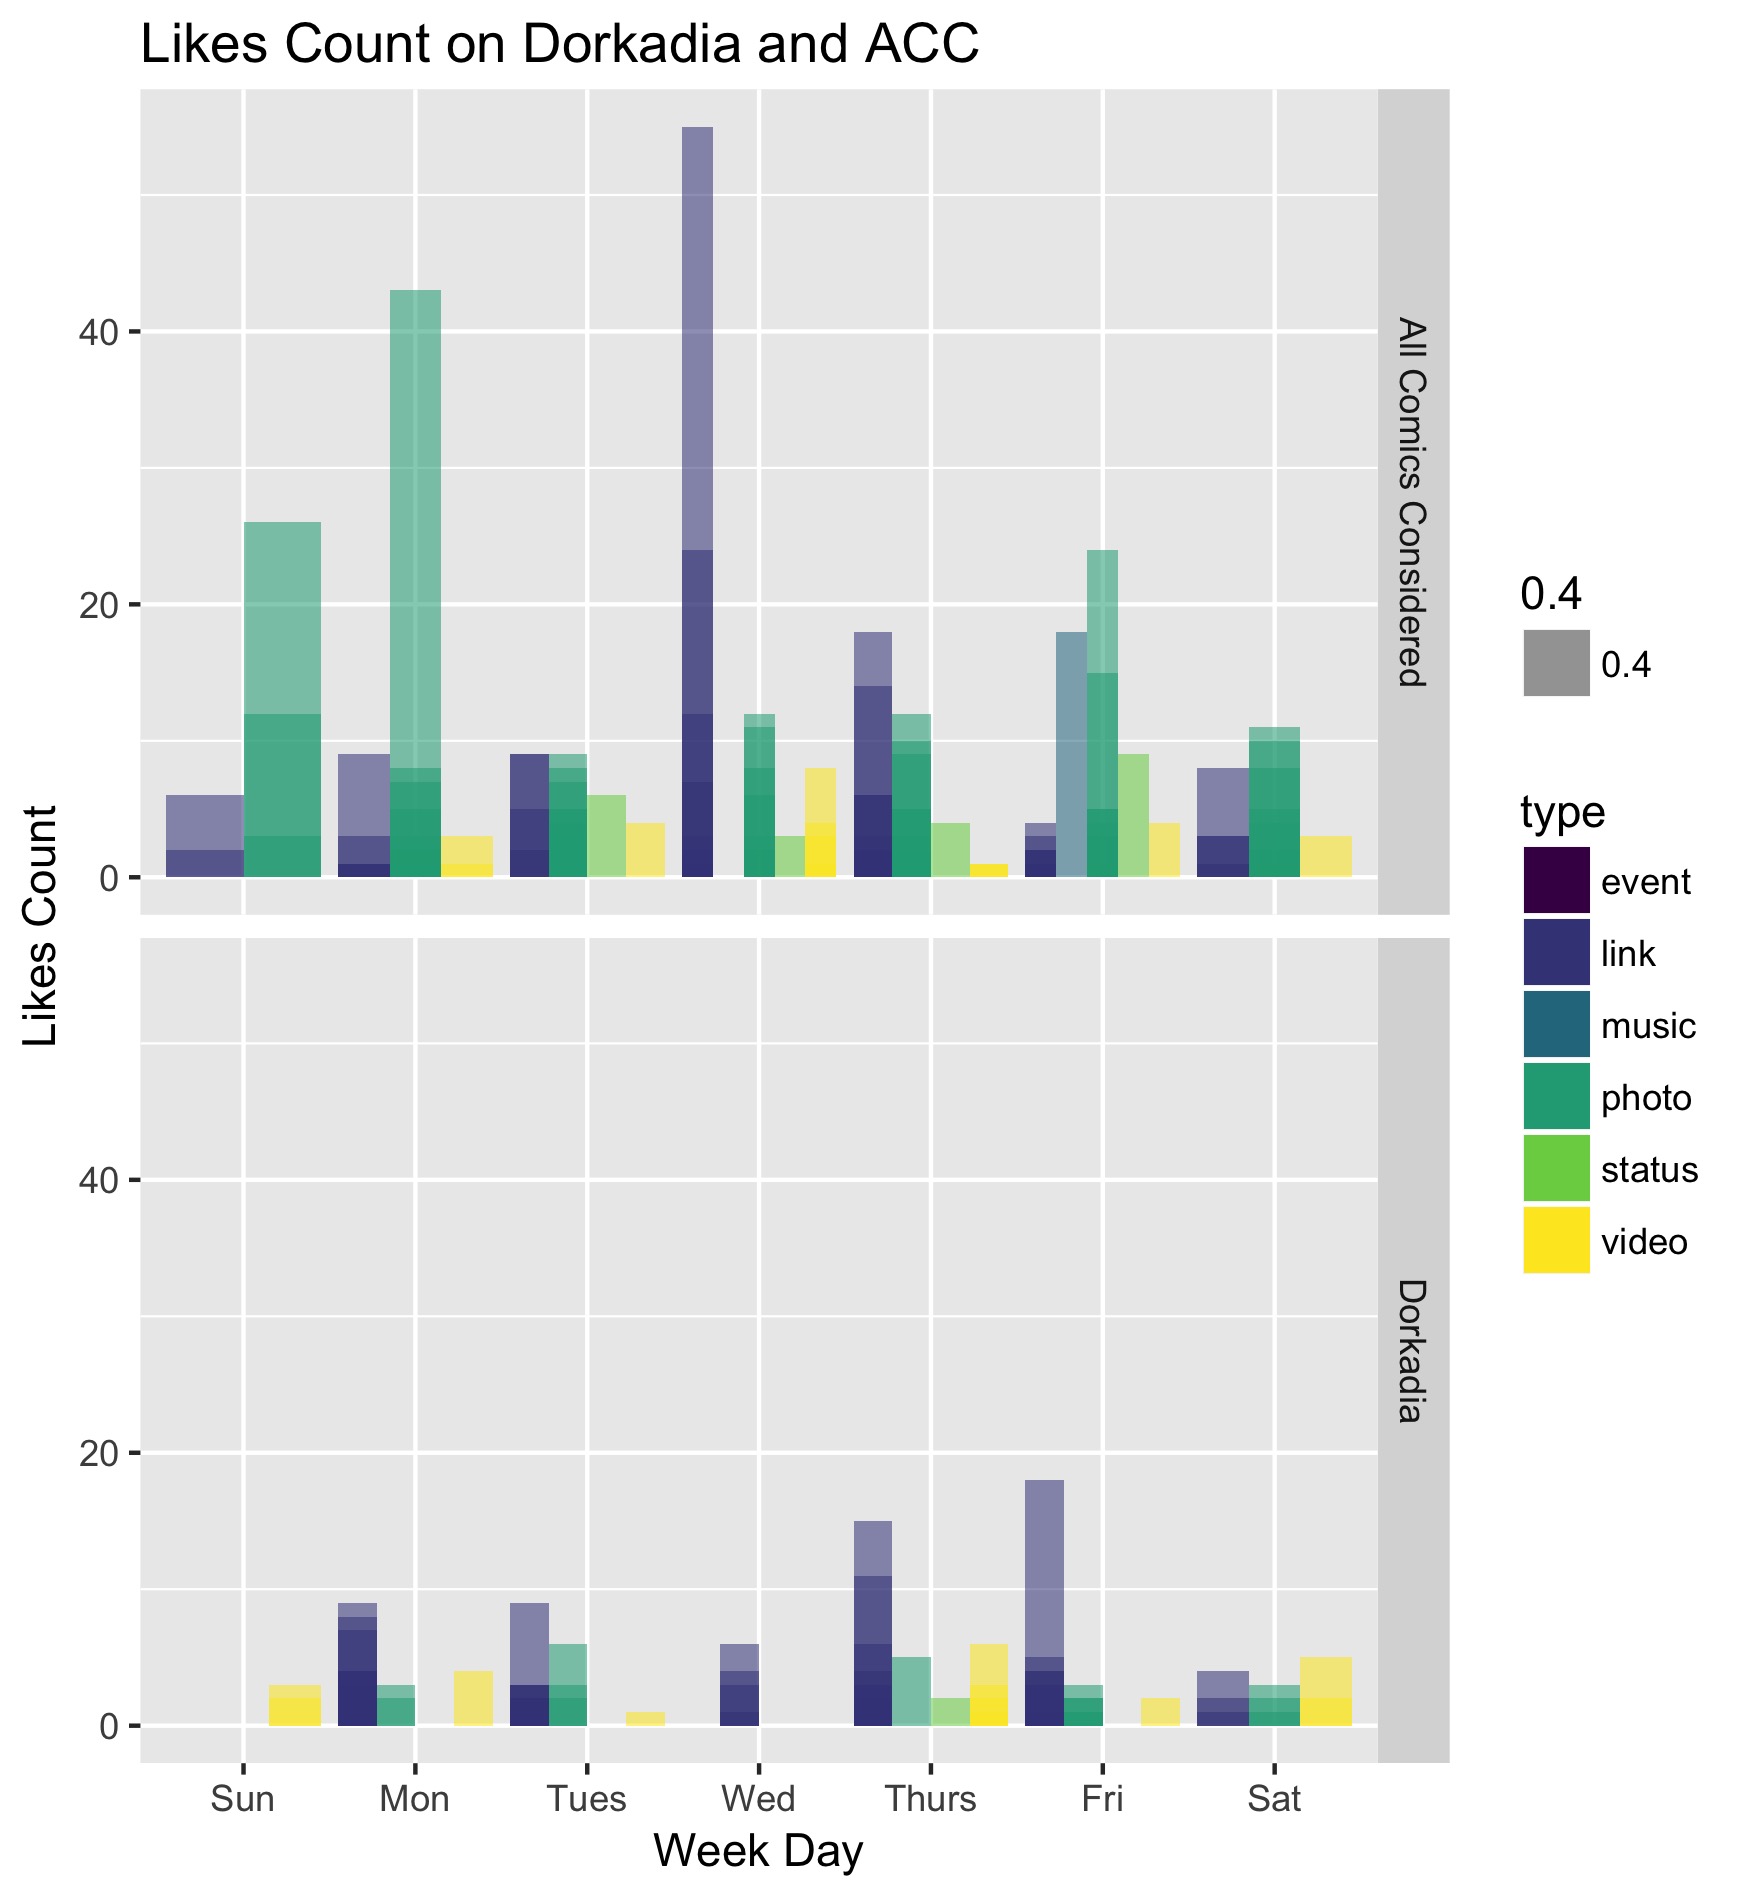 Likes Count on Dorkadia and ACC
Likes Count
40
20
0
All Comics Considered
40
20
0
Dorkadia
Sun Mon Tues Wed Thurs Fri Sat
Week Day
0.4
0.4
type
event
link
music
photo
status
video